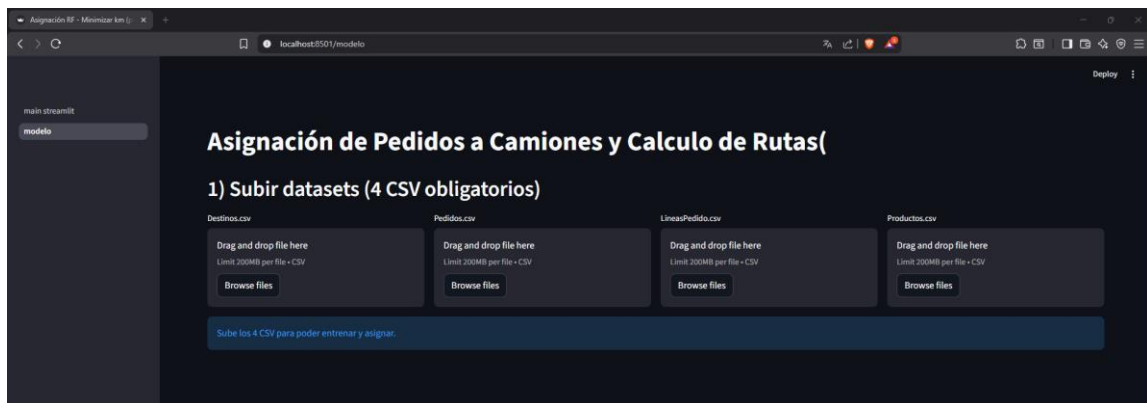 Asignación RF - Minimizar km (p
localhost:8501/modelo
Deploy
main streamlit
modelo
Asignación de Pedidos a Camiones y Calculo de Rutas(
1) Subir datasets (4 CSV obligatorios)
Destinos.csv Pedidos.csv LineasPedido.csv Productos.csv
Drag and drop file here Drag and drop file here Drag and drop file here Drag and drop file here
Limit 200MB per file • CSV Limit 200MB per file • CSV Limit 200MB per file • CSV Limit 200MB per file • CSV
Browse files Browse files Browse files Browse files
Sube los 4 CSV para poder entrenar y asignar.